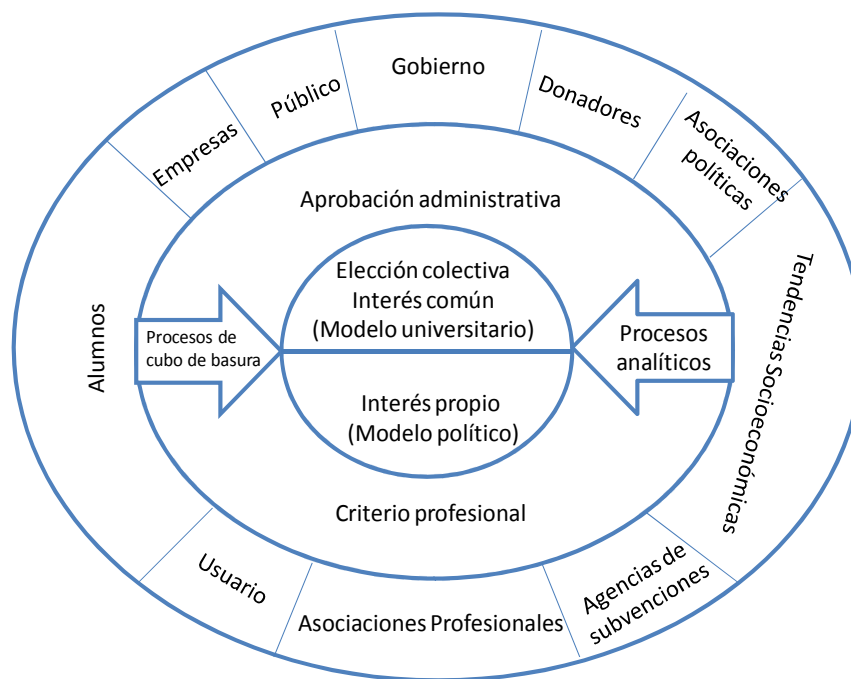 Gobierno
Público
Donadores
Empresas
Asociaciones
políticas
Aprobación administrativa
Elección colectiva
Interés común
(Modelo universitario)
Alumnos
Procesos de
cubo de basura
Procesos
analíticos
Tendencias Socioeconómicas
Interés propio
(Modelo político)
Criterio profesional
Usuario
Asociaciones Profesionales
Agencias de
subvenciones